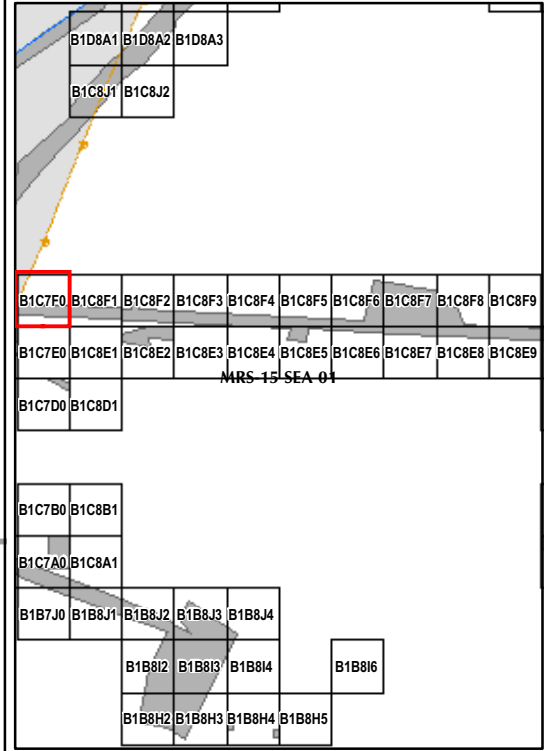 B1D8A1 B1D8A2 B1D8A3
B1C8J1 B1C8J2
B1C7F0 B1C8F1 B1C8F2 B1C8F3 B1C8F4 B1C8F5 B1C8F6 B1C8F7 B1C8F8 B1C8F9
B1C7E0 B1C8E1 B1C8E2 B1C8E3 B1C8E4 B1C8E5 B1C8E6 B1C8E7 B1C8E8 B1C8E9
MRS-15 SEA 01
B1C7D0 B1C8D1
B1C7B0 B1C8B1
B1C7A0 B1C8A1
B1B7J0 B1B8J1 B1B8J2 B1B8J3 B1B8J4
B1B8I2 B1B8I3 B1B8I4 B1B8I6
B1B8H2 B1B8H3 B1B8H4 B1B8H5